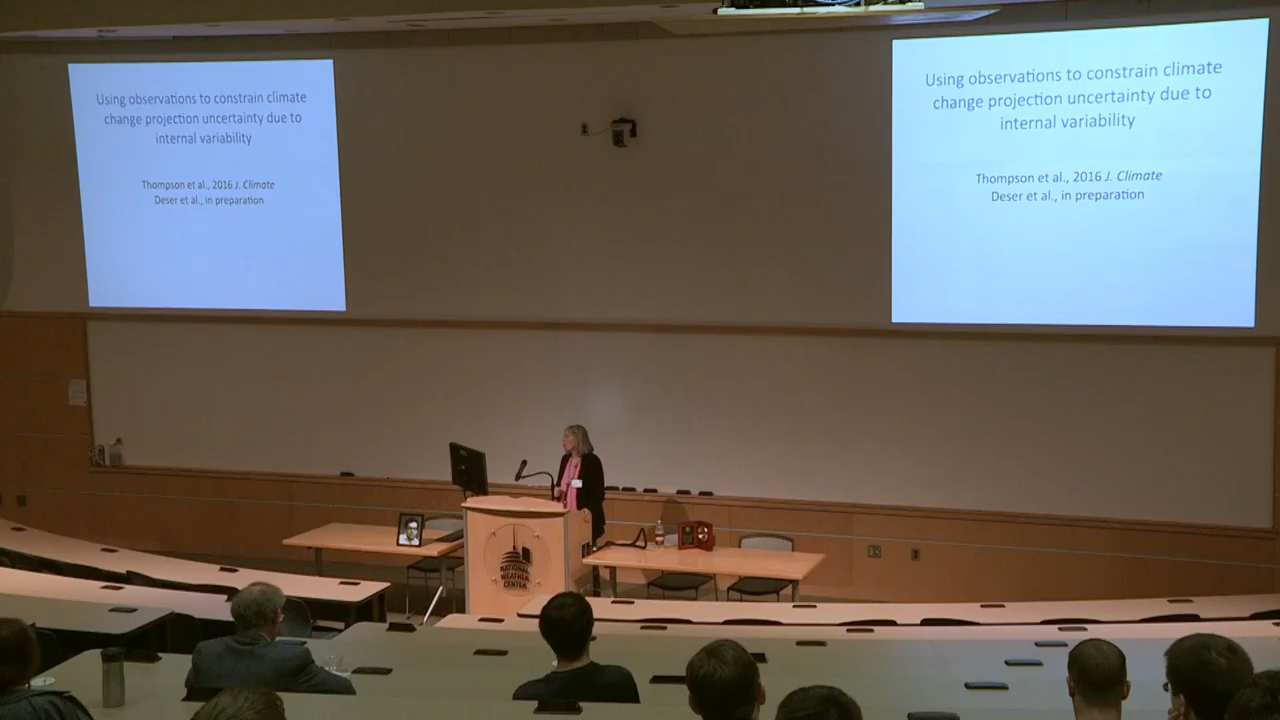 Using observations to constrain climate
change projection uncertainty due to
internal variability
Thompson et al., 2016 J. Climate
Deser et al., in preparation
Using observations to constrain climate
change projection uncertainty due to
internal variability
Thompson et al., 2016 J. Climate
Deser et al., in preparation
NATIONAL
WEATHER
CENTER